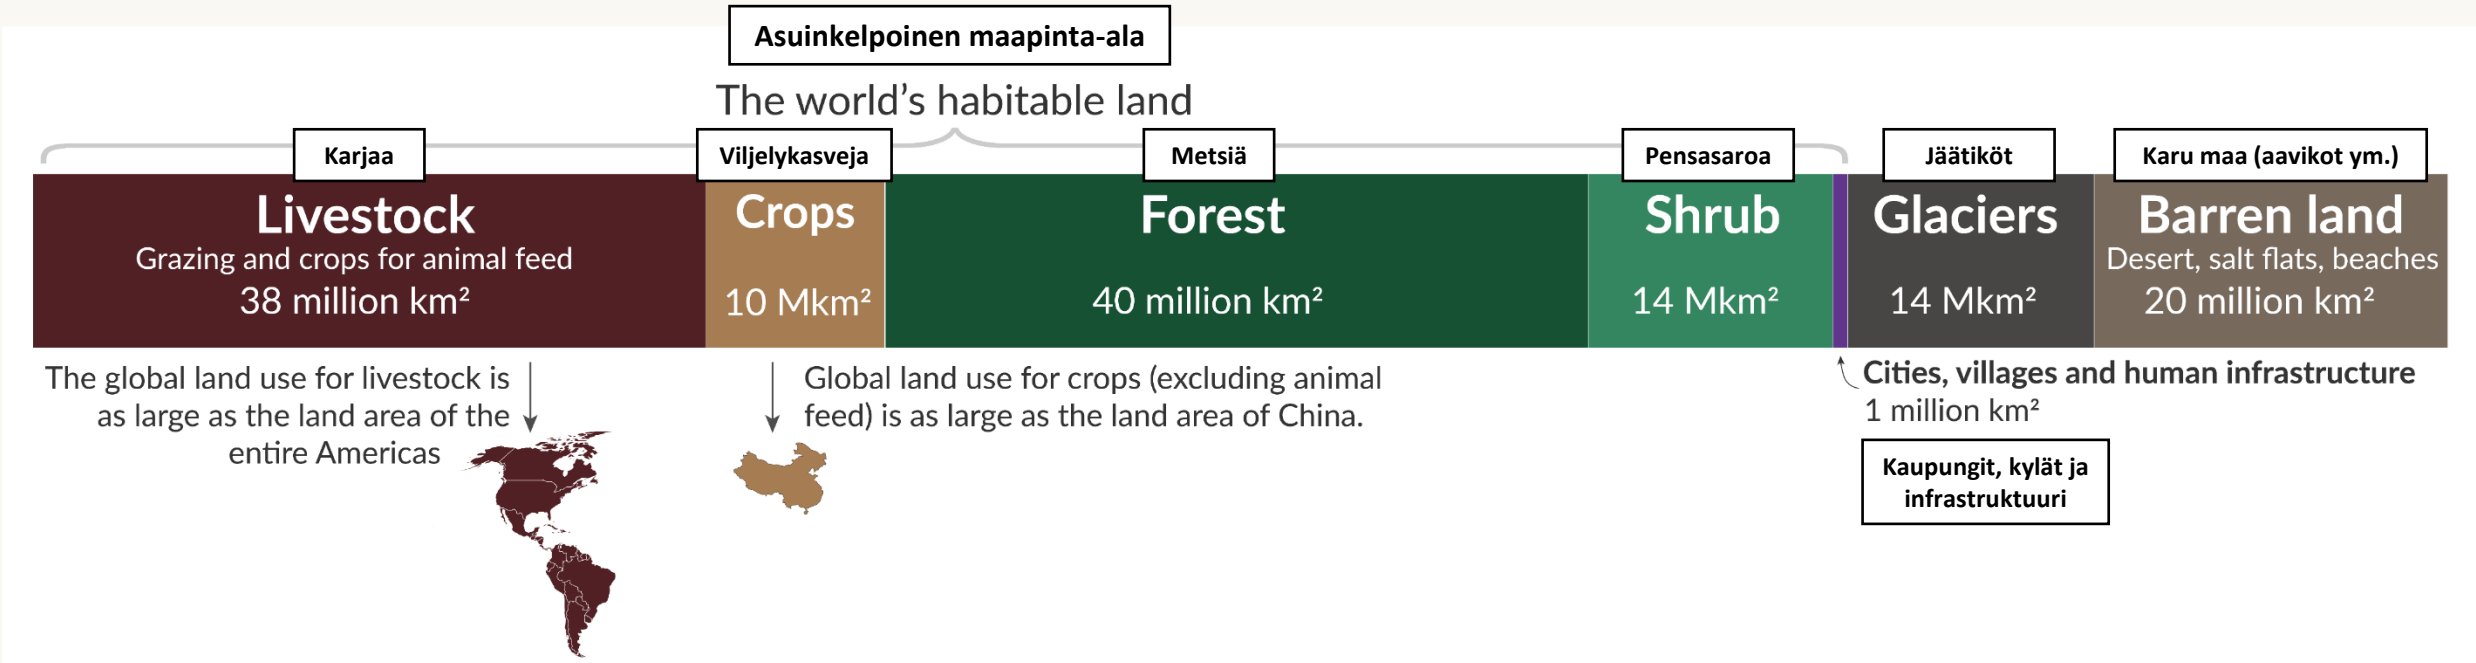 Asuinkelpoinen maapinta-ala
The world's habitable land
Karjaa
Viljelykasveja
Metsiä
Pensasaroa
Jäätiköt
Karu maa (aavikot ym.)
Livestock
Grazing and crops for animal feed
38 million km²
Crops
10 Mkm²
Forest
40 million km²
Shrub
14 Mkm²
Glaciers
14 Mkm²
Barren land
Desert, salt flats, beaches
20 million km²
The global land use for livestock is
as large as the land area of the
entire Americas
Global land use for crops (excluding animal
feed) is as large as the land area of China.
Cities, villages and human infrastructure
1 million km²
Kaupungit, kylät ja
infrastruktuuri